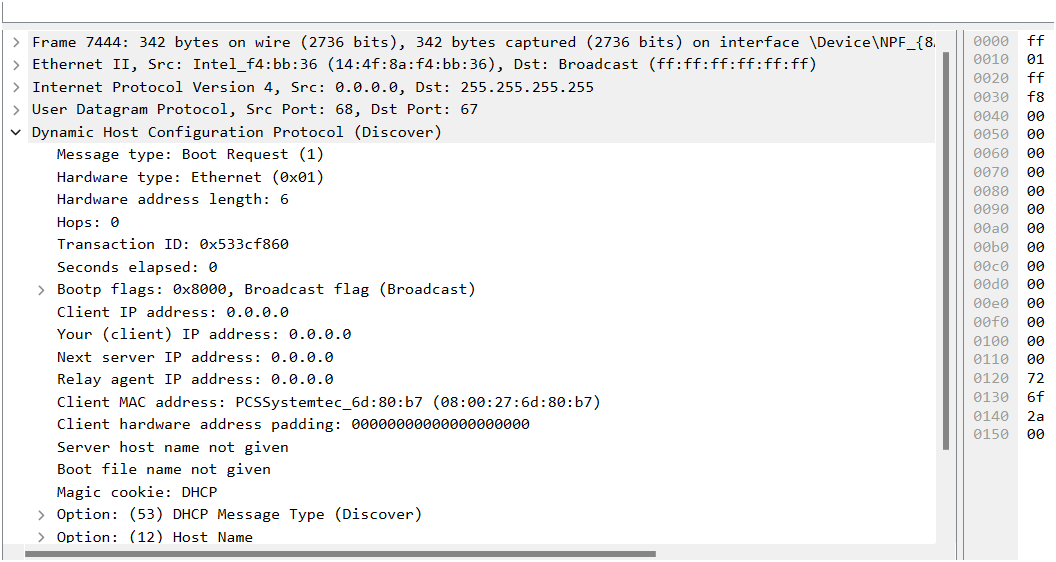 Frame 7444: 342 bytes on wire (2736 bits), 342 bytes captured (2736 bits) on interface \Device\NPF_{8
Ethernet II, Src: Intel_f4:bb:36 (14:4f:8a:f4:bb:36), Dst: Broadcast (ff:ff:ff:ff:ff:ff)
Internet Protocol Version 4, Src: 0.0.0.0, Dst: 255.255.255.255
User Datagram Protocol, Src Port: 68, Dst Port: 67
Dynamic Host Configuration Protocol (Discover)
Message type: Boot Request (1)
Hardware type: Ethernet (0x01)
Hardware address length: 6
Hops: 0
Transaction ID: 0x533cf860
Seconds elapsed: 0
Bootp flags: 0x8000, Broadcast flag (Broadcast)
Client IP address: 0.0.0.0
Your (client) IP address: 0.0.0.0
Next server IP address: 0.0.0.0
Relay agent IP address: 0.0.0.0
Client MAC address: PCSSystemtec_6d:80:b7 (08:00:27:6d:80:b7)
Client hardware address padding: 00000000000000000000
Server host name not given
Boot file name not given
Magic cookie: DHCP
Option: (53) DHCP Message Type (Discover)
Option: (12) Host Name
0000 ff
0010 01
0020 ff
0030 f8
0040 00
0050 00
0060 00
0070 00
0080 00
0090 00
00a0 00
00b0 00
00c0 00
00d0 00
00e0 00
00f0 00
0100 00
0110 00
0120 72
0130 6f
0140 2a
0150 00